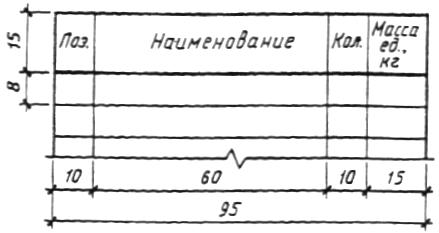 15
Поз.
Наименование
Кол.
Масса
ед.,
кг
8
10
60
10
15
95